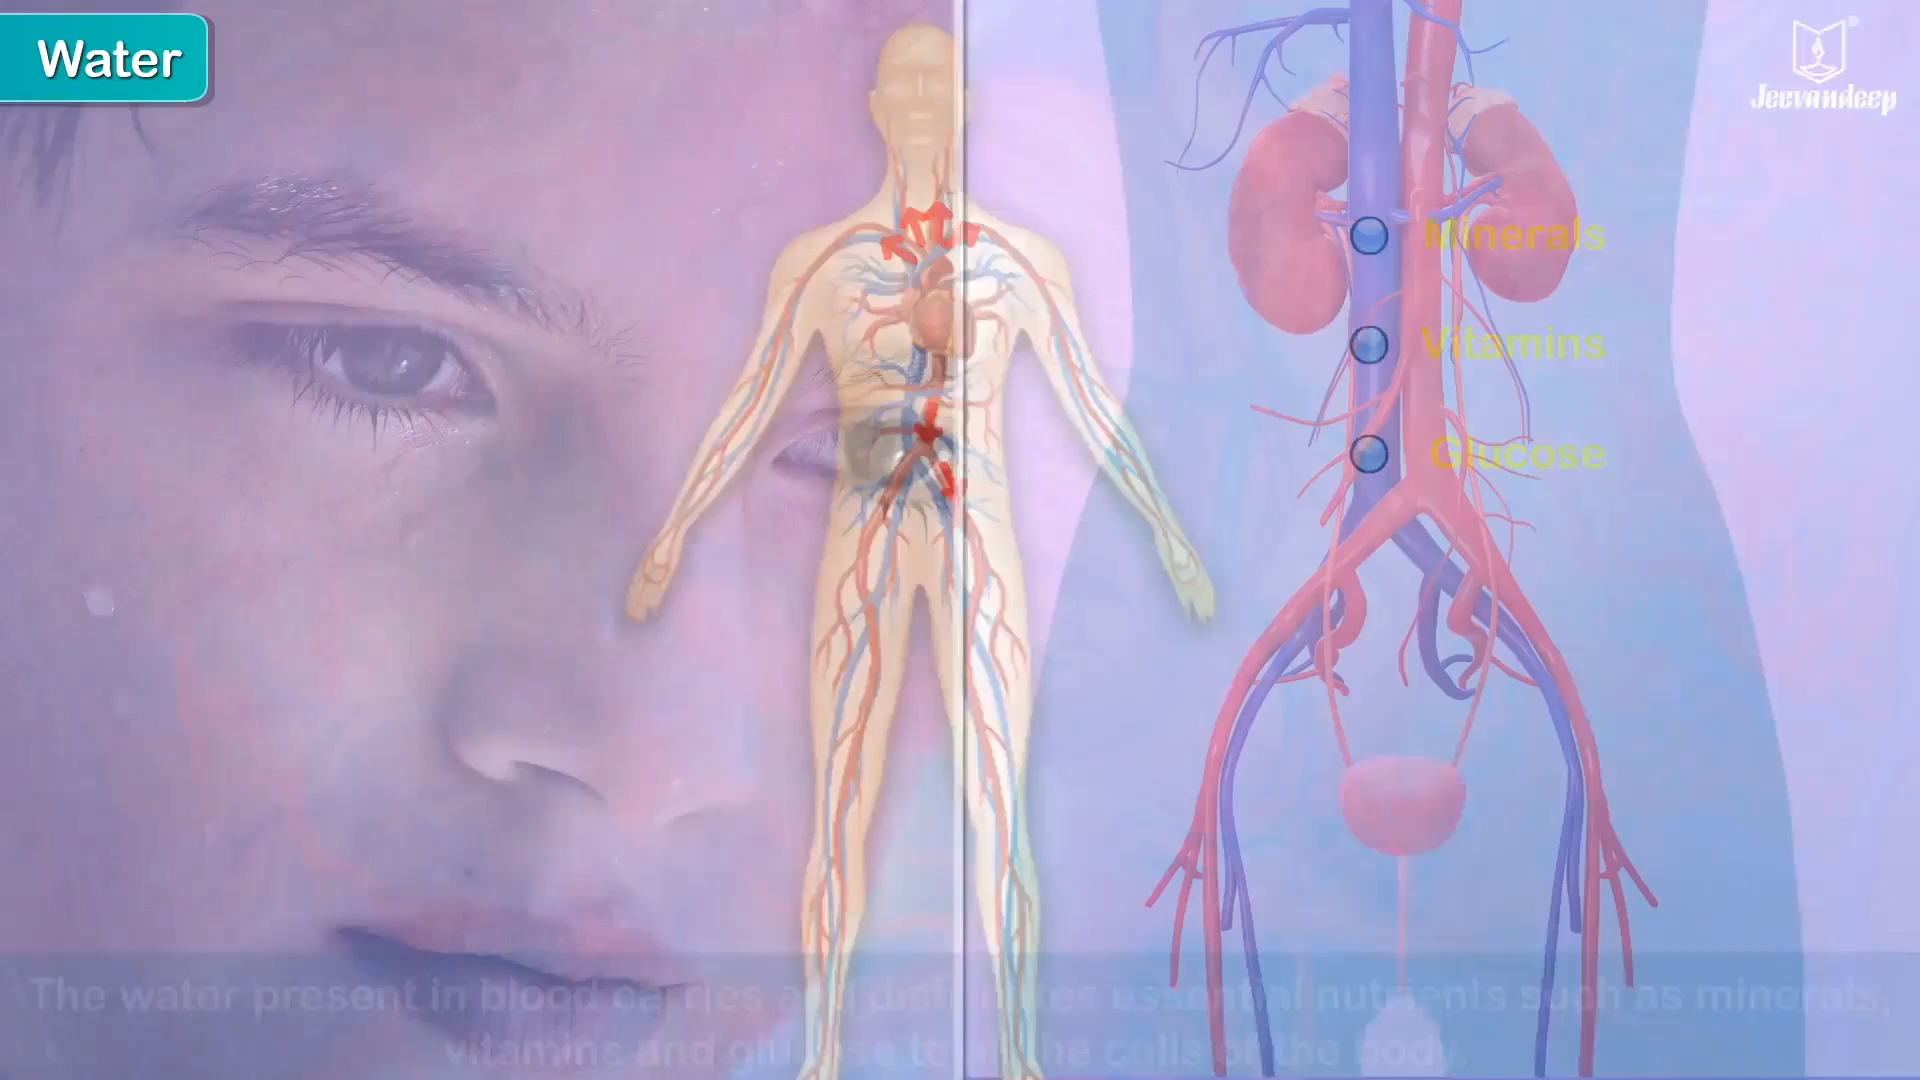 Water
Jeevandeep
Minerals
Vitamins
Glucose
The water present in blood carries and distributes essential nutrients such as minerals,
vitamins and glucose to all the cells of the body.